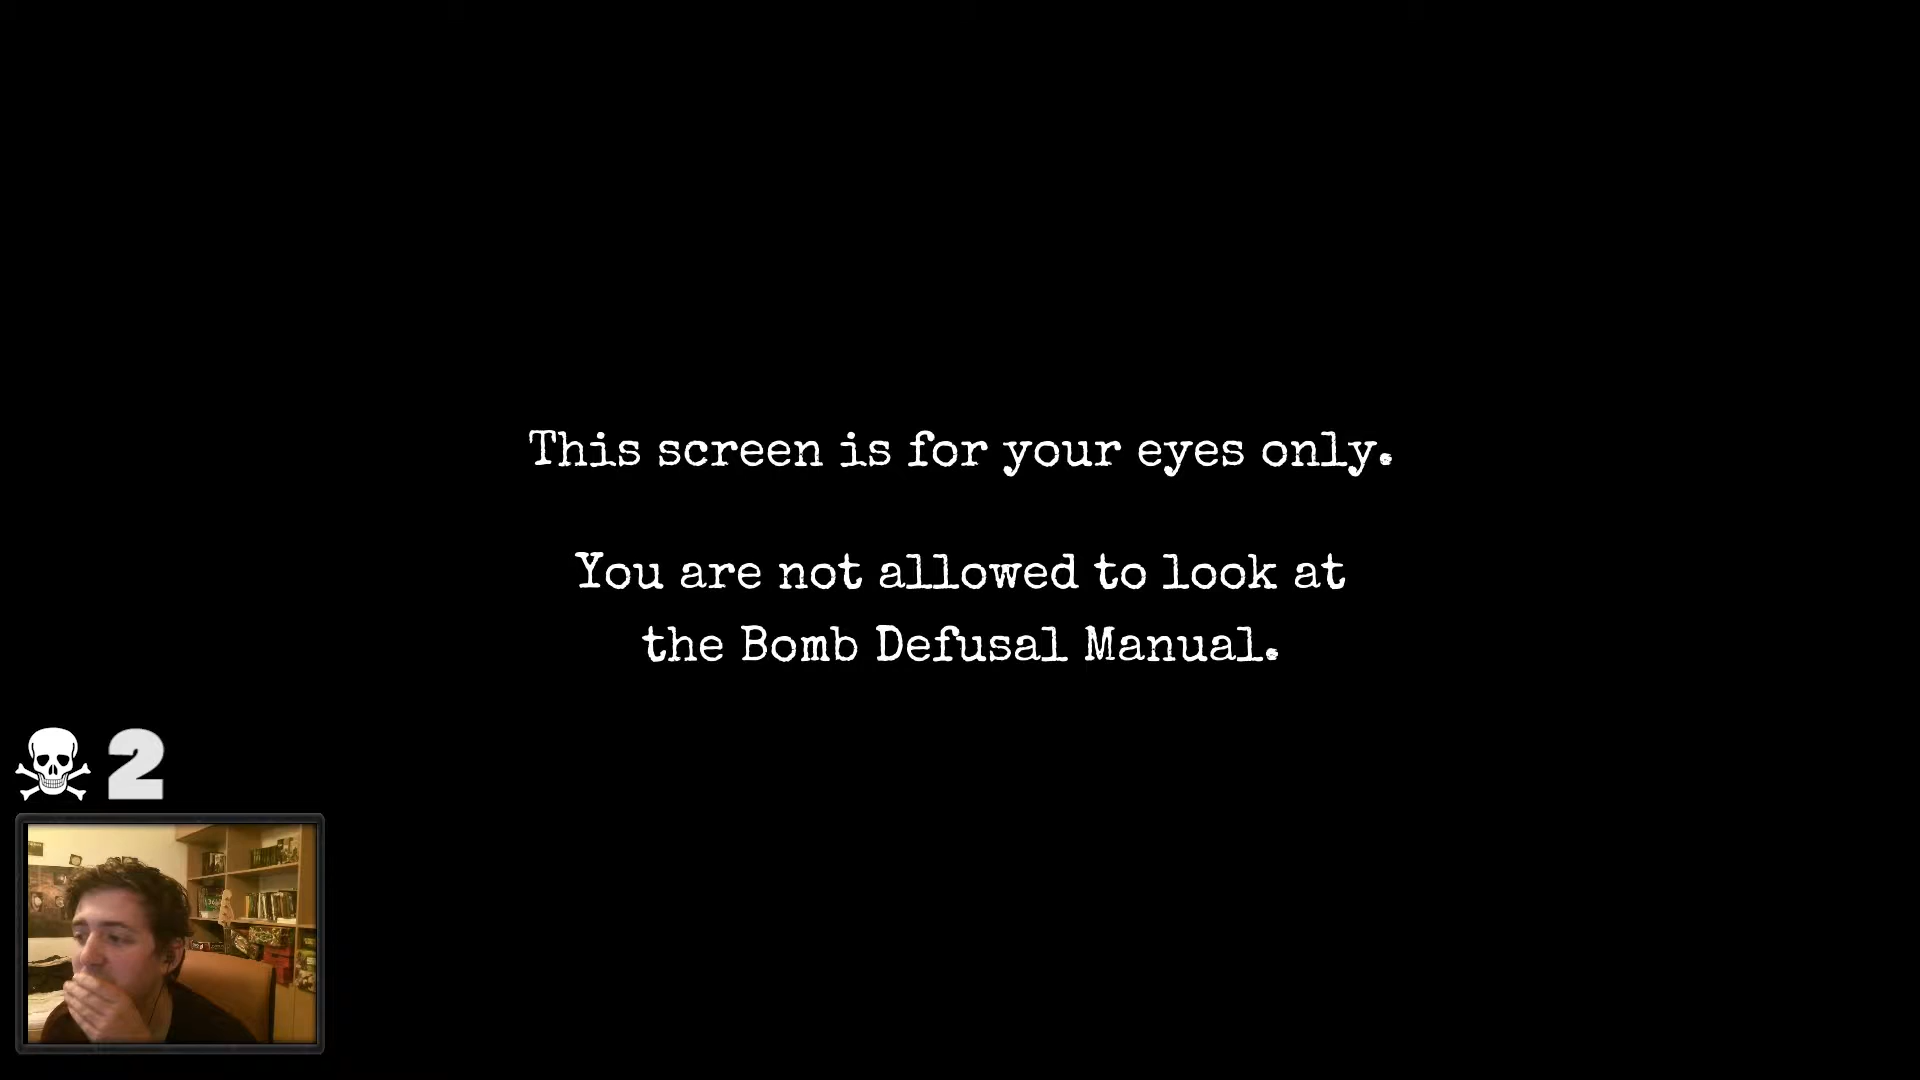 This screen is for your eyes only.
You are not allowed to look at
the Bomb Defusal Manual.
2